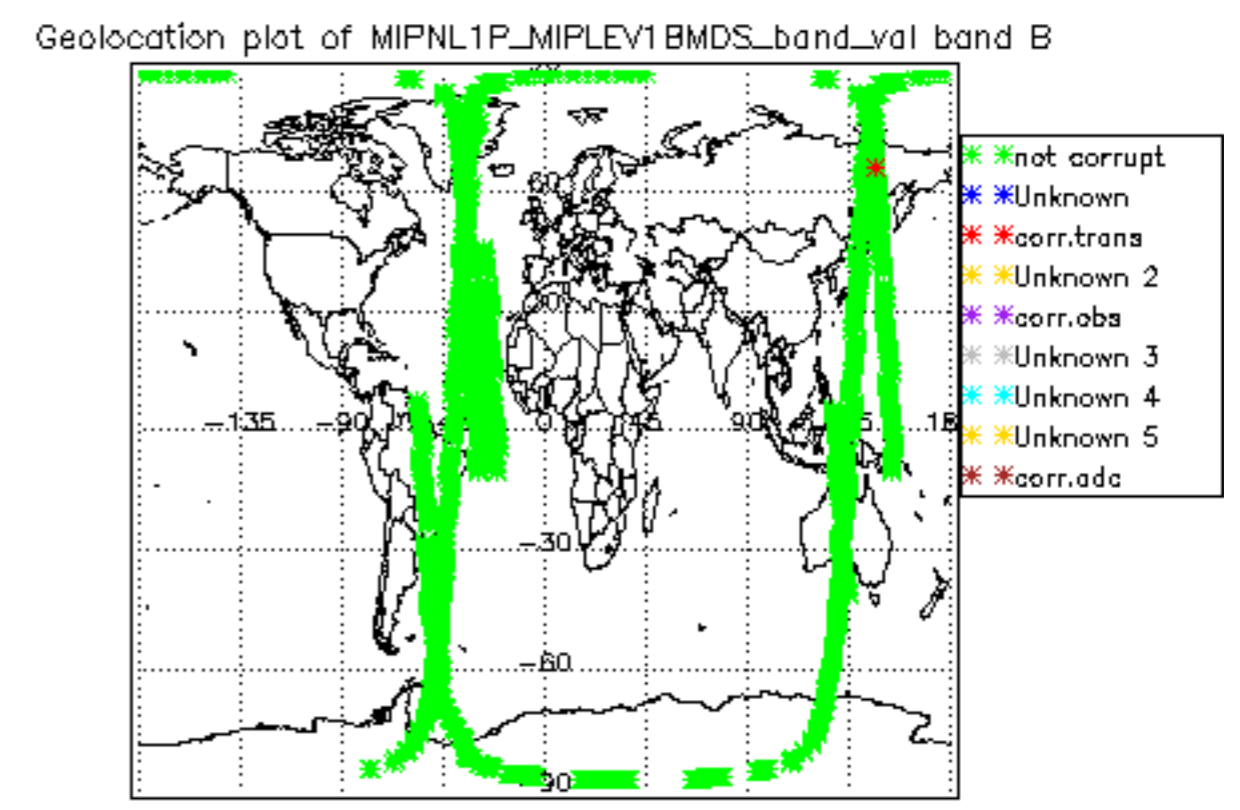 Geolocation plot of MIPNL1P_MIPLEV1BMDS_band_val band B
not corrupt
Unknown
corr.trans
Unknown 2
corr.obs
Unknown 3
Unknown 4
Unknown 5
corr.adc
60
-135 -90 0 45 90
-30
-60